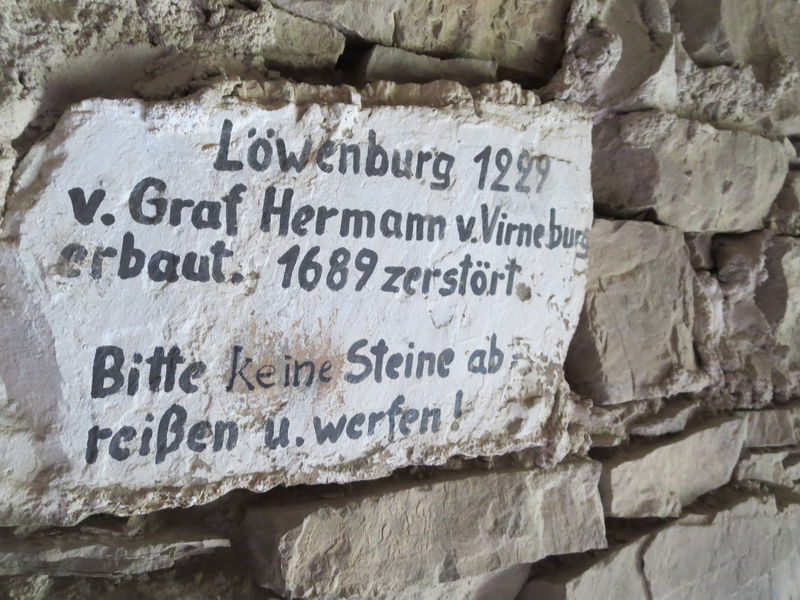 Löwenburg 1229
v. Graf Hermann v. Virneburg
erbaut. 1689 zerstört.
Bitte keine Steine ab-
reißen u. werfen!